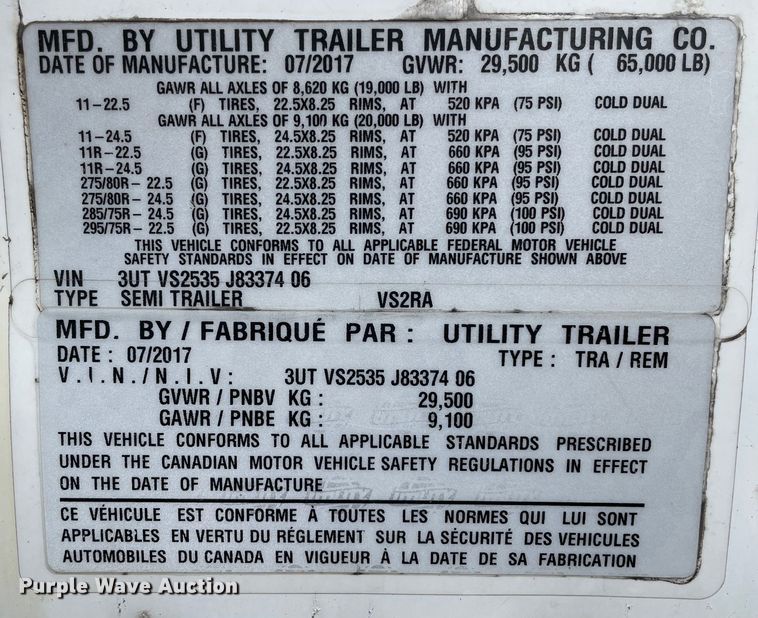 MFD. BY UTILITY TRAILER MANUFACTURING CO.
DATE OF MANUFACTURE: 07/2017 GVWR: 29,500 KG ( 65,000 LB)
GAWR ALL AXLES OF 8,620 KG (19,000 LB) WITH
11-22.5 (F) TIRES, 22.5X8.25 RIMS, AT 520 KPA (75 PSI) COLD DUAL
GAWR ALL AXLES OF 9,100 KG (20,000 LB) WITH
11-24.5 (F) TIRES, 24.5X8.25 RIMS, AT 520 KPA (75 PSI) COLD DUAL
11R-22.5 (G) TIRES, 22.5X8.25 RIMS, AT 660 KPA (95 PSI) COLD DUAL
11R-24.5 (G) TIRES, 24.5X8.25 RIMS, AT 660 KPA (95 PSI) COLD DUAL
275/80R-22.5 (G) TIRES, 22.5X8.25 RIMS, AT 660 KPA (95 PSI) COLD DUAL
275/80R-24.5 (G) TIRES, 24.5X8.25 RIMS, AT 660 KPA (95 PSI) COLD DUAL
285/75R-24.5 (G) TIRES, 24.5X8.25 RIMS, AT 690 KPA (100 PSI) COLD DUAL
295/75R-22.5 (G) TIRES, 22.5X8.25 RIMS, AT 690 KPA (100 PSI) COLD DUAL
THIS VEHICLE CONFORMS TO ALL APPLICABLE FEDERAL MOTOR VEHICLE
SAFETY STANDARDS IN EFFECT ON DATE OF MANUFACTURE SHOWN ABOVE
VIN 3UT VS2535 J83374 06
TYPE SEMI TRAILER VS2RA
MFD. BY / FABRIQUÉ PAR : UTILITY TRAILER
DATE : 07/2017 TYPE : TRA / REM
V.I.N./N.I.V: 3UT VS2535 J83374 06
GVWR / PNBV KG : 29,500
GAWR / PNBE KG : 9,100
THIS VEHICLE CONFORMS TO ALL APPLICABLE STANDARDS PRESCRIBED
UNDER THE CANADIAN MOTOR VEHICLE SAFETY REGULATIONS IN EFFECT
ON THE DATE OF MANUFACTURE
CE VÉHICULE EST CONFORME À TOUTES LES NORMES QUI LUI SONT
APPLICABLES EN VERTU DU RÉGLEMENT SUR LA SÉCURITÉ DES VEHICULES
AUTOMOBILES DU CANADA EN VIGUEUR À LA DATE DE SA FABRICATION
Purple Wave Auction